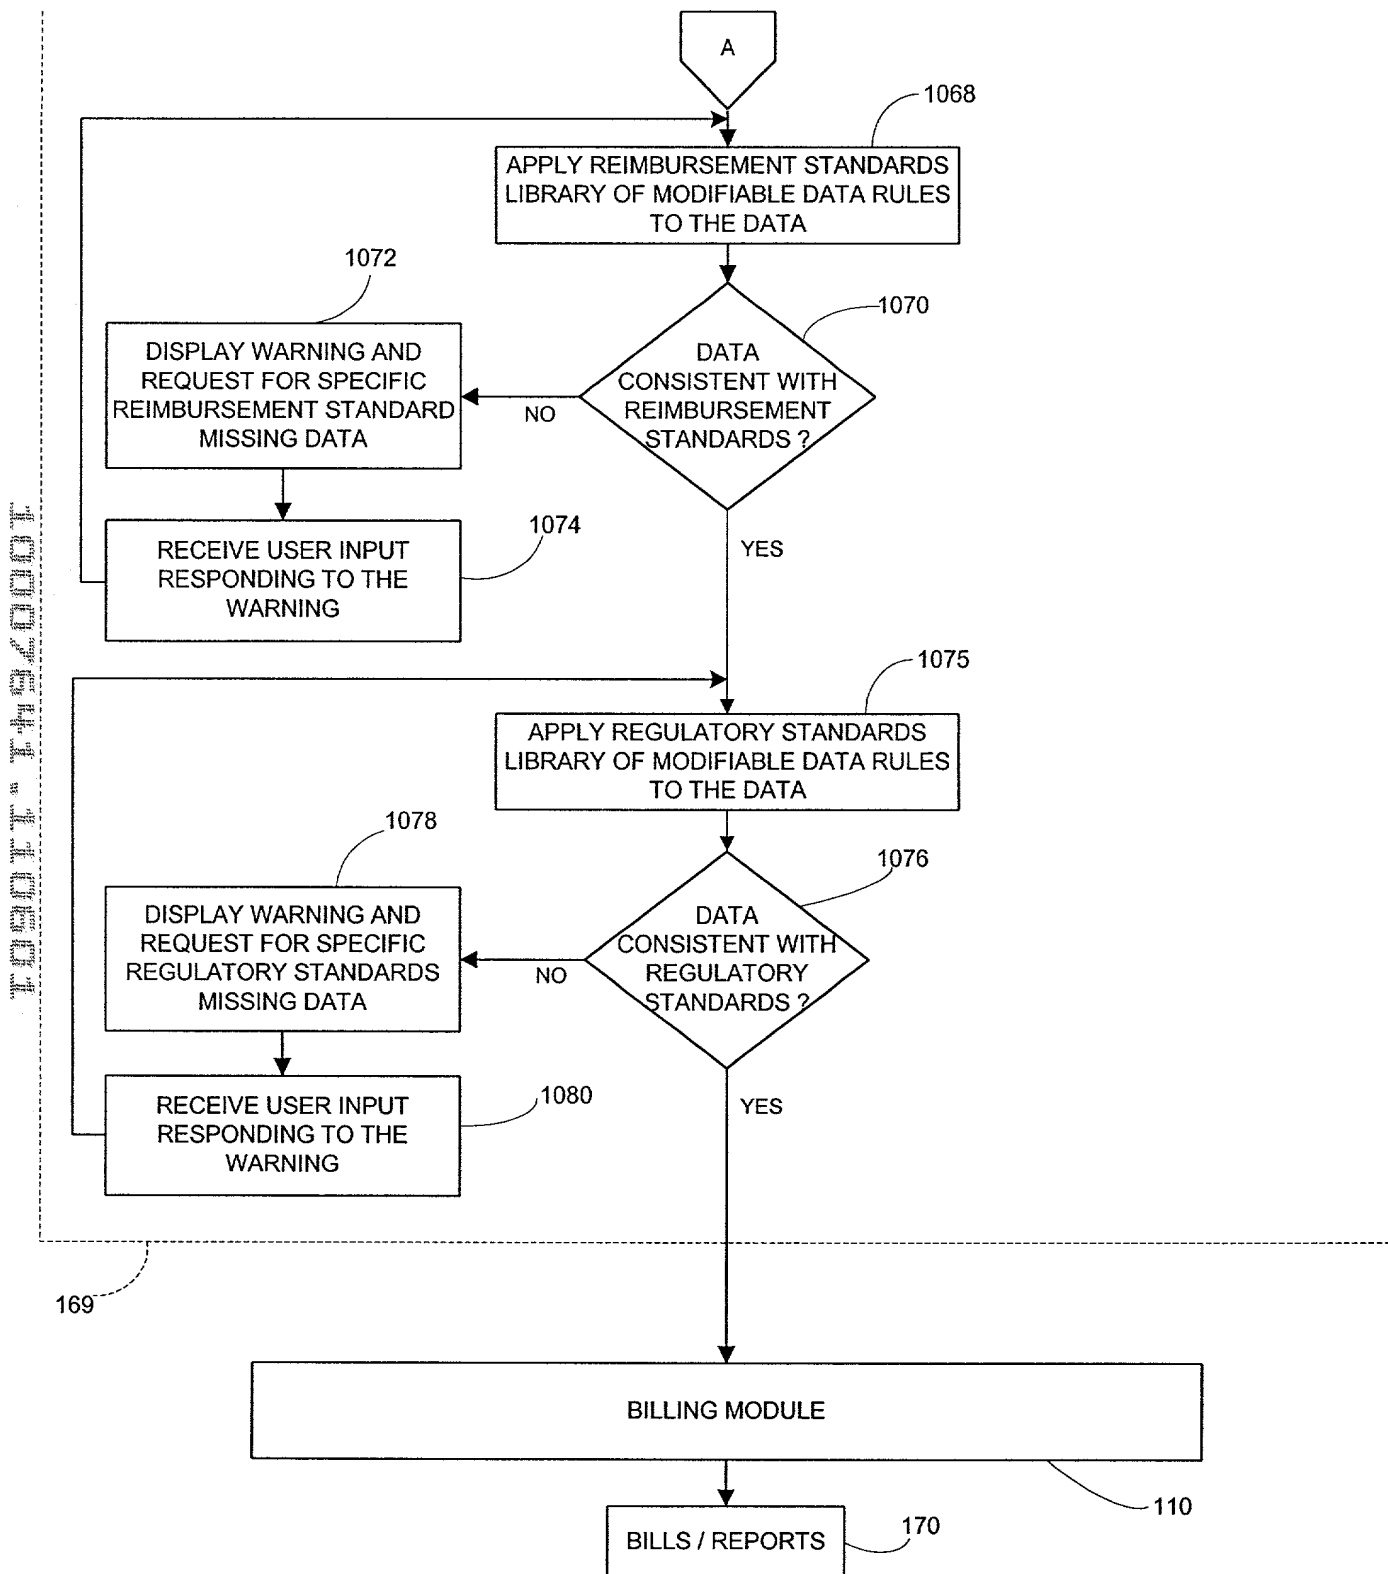 A
1068
APPLY REIMBURSEMENT STANDARDS
LIBRARY OF MODIFIABLE DATA RULES
TO THE DATA
1072
1070
DISPLAY WARNING AND
REQUEST FOR SPECIFIC
REIMBURSEMENT STANDARD
MISSING DATA
DATA
CONSISTENT WITH
REIMBURSEMENT
STANDARDS ?
NO
1074
RECEIVE USER INPUT
RESPONDING TO THE
WARNING
YES
1075
APPLY REGULATORY STANDARDS
LIBRARY OF MODIFIABLE DATA RULES
TO THE DATA
1078
1076
DISPLAY WARNING AND
REQUEST FOR SPECIFIC
REGULATORY STANDARDS
MISSING DATA
DATA
CONSISTENT WITH
REGULATORY
STANDARDS ?
NO
1080
RECEIVE USER INPUT
RESPONDING TO THE
WARNING
YES
169
BILLING MODULE
110
BILLS / REPORTS
170